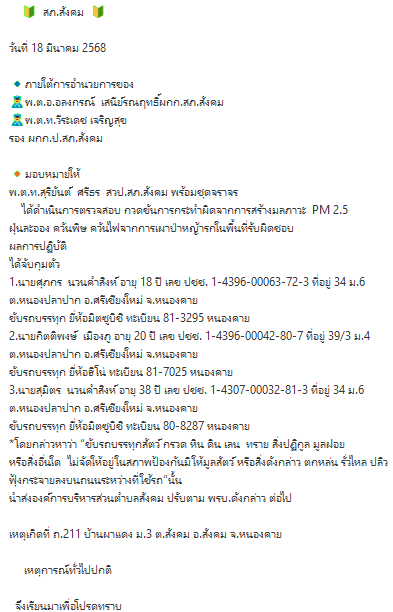 🔰 สภ.สังคม 🔰
วันที่ 18 มีนาคม 2568
🔹ภายใต้การอำนวยการของ
👮‍♂️พ.ต.อ.อลงกรณ์ เสนีย์รณฤทธิ์ผกก.สภ.สังคม
👮‍♂️พ.ต.ท.วีระเดช เจริญสุข
รอง ผกก.ป.สภ.สังคม
🔸มอบหมายให้
พ.ต.ท.สุริยันต์ ศรีธร สวป.สภ.สังคม พร้อมชุดจราจร
ได้ดำเนินการตรวจสอบ กวดขันการกระทำผิดจากการสร้างมลภาวะ PM 2.5
ฝุ่นละออง ควันพิษ ควันไฟจากการเผาป่าหญ้ารกในพื้นที่รับผิดชอบ
ผลการปฏิบัติ
ได้จับกุมตัว
1.นายศุภกร นวนคำสิงห์ อายุ 18 ปี เลข ปชช. 1-4396-00063-72-3 ที่อยู่ 34 ม.6
ต.หนองปลาปาก อ.ศรีเชียงใหม่ จ.หนองคาย
ขับรถบรรทุก ยี่ห้อมิตซูบิชิ ทะเบียน 81-3295 หนองคาย
2.นายกิตติพงษ์ เมืองภู อายุ 20 ปี เลข ปชช. 1-4396-00042-80-7 ที่อยู่ 39/3 ม.4
ต.หนองปลาปาก อ.ศรีเชียงใหม่ จ.หนองคาย
ขับรถบรรทุก ยี่ห้อฮีโน่ ทะเบียน 81-7025 หนองคาย
3.นายสุมิตร นวนคำสิงห์ อายุ 38 ปี เลข ปชช. 1-4307-00032-81-3 ที่อยู่ 34 ม.6
ต.หนองปลาปาก อ.ศรีเชียงใหม่ จ.หนองคาย
ขับรถบรรทุก ยี่ห้อมิตซูบิชิ ทะเบียน 80-8287 หนองคาย
*โดยกล่าวหาว่า "ขับรถบรรทุกสัตว์ กรวด หิน ดิน เลน ทราย สิ่งปฏิกูล มูลฝอย
หรือสิ่งอื่นใด ไม่จัดให้อยู่ในสภาพป้องกันมิให้มูลสัตว์ หรือสิ่งดังกล่าว ตกหล่น รั่วไหล ปลิว
ฟุ้งกระจายลงบนถนนระหว่างที่ใช้รถ"นั้น
นำส่งองค์การบริหารส่วนตำบลสังคม ปรับตาม พรบ.ดังกล่าว ต่อไป
เหตุเกิดที่ ถ.211 บ้านผาแดง ม.3 ต.สังคม อ.สังคม จ.หนองคาย
เหตุการณ์ทั่วไปปกติ
จึงเรียนมาเพื่อโปรดทราบ